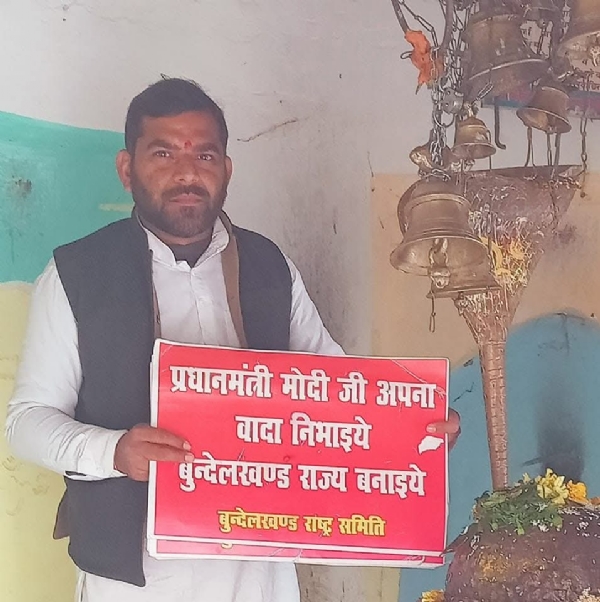 प्रधानमंत्री मोदी जी अपना
वादा निभाइये
बुन्देलखण्ड राज्य बनाइये
बुन्देलखण्ड राष्ट्र समिति